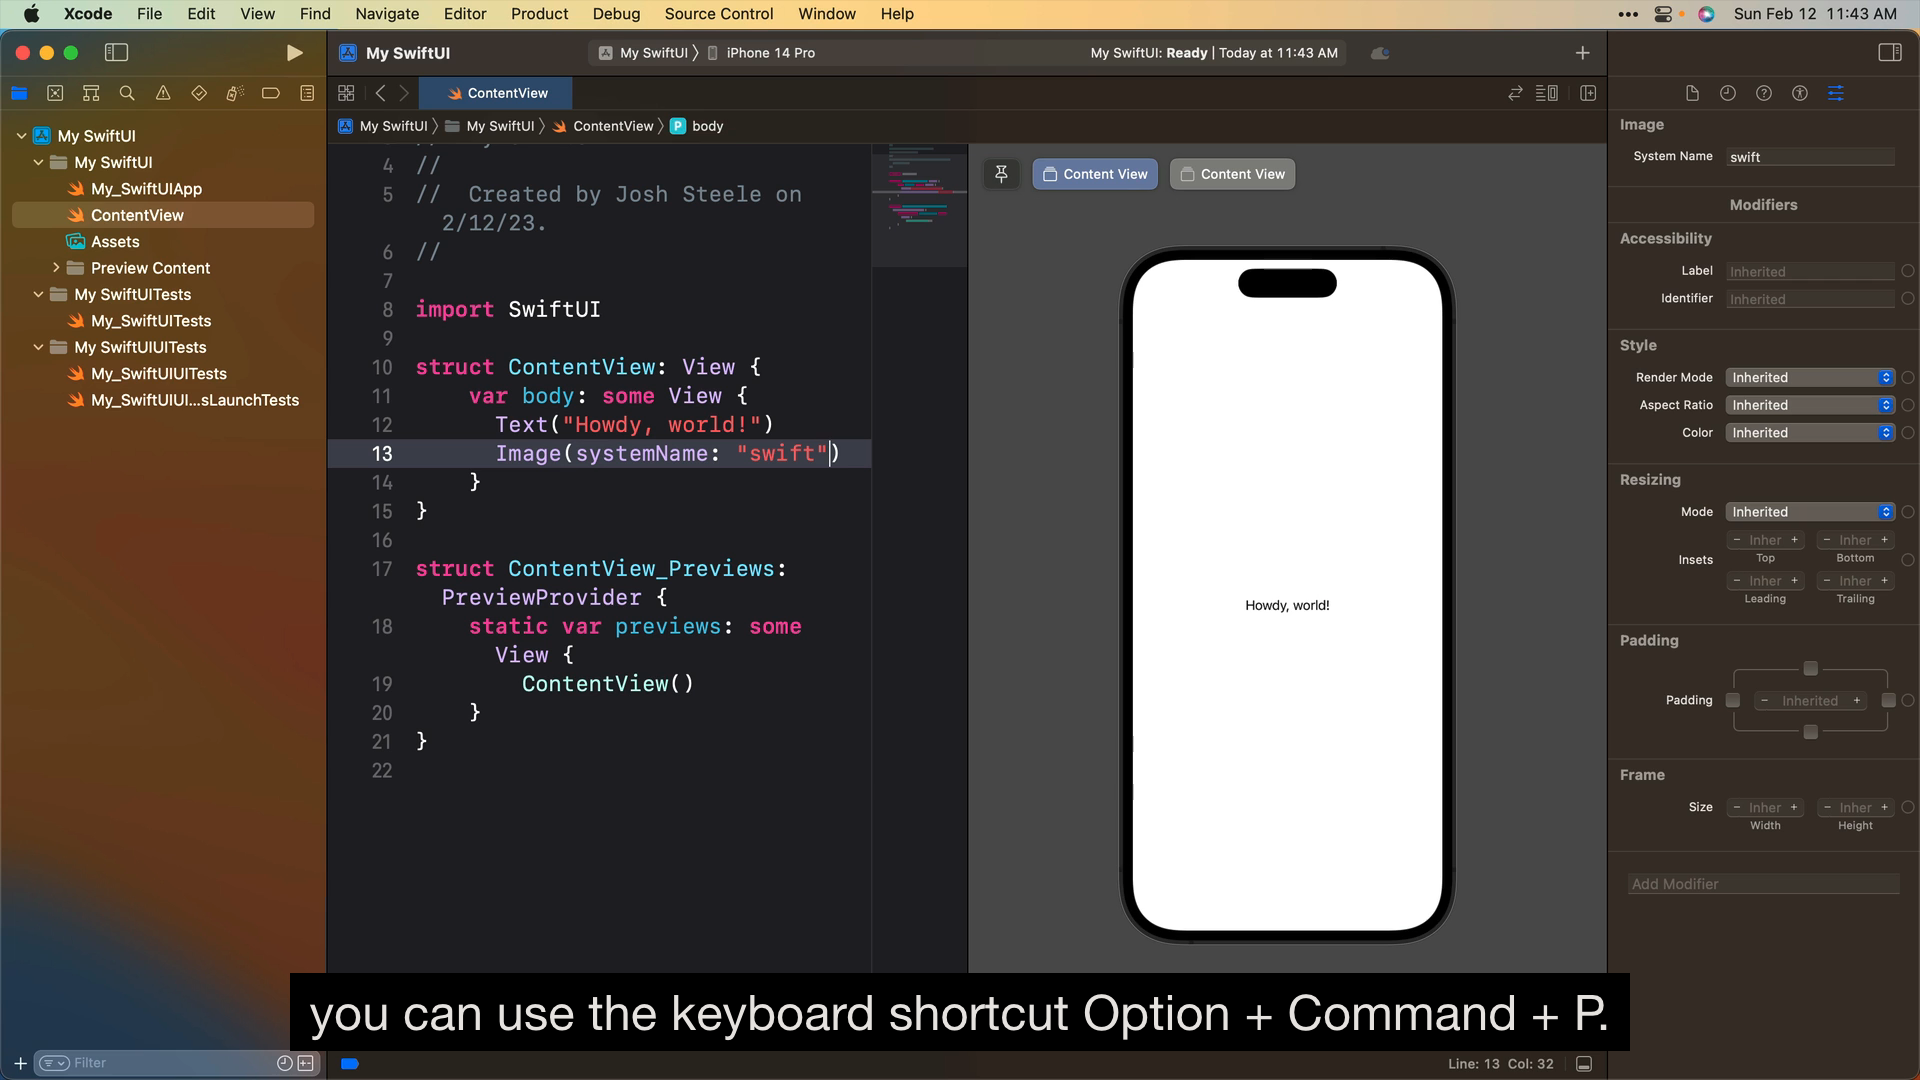 Xcode File Edit View Find Navigate Editor Product Debug Source Control Window Help
Sun Feb 12 11:43 AM
My SwiftUI
My SwiftUI 〉 iPhone 14 Pro
My SwiftUI: Ready | Today at 11:43 AM
ContentView
My SwiftUI 〉 My SwiftUI 〉 ContentView 〉 P body
My SwiftUI
My SwiftUI
My_SwiftUIApp
ContentView
Assets
Preview Content
My SwiftUITests
My_SwiftUITests
My SwiftUIUITests
My_SwiftUIUITests
My_SwiftUIUI...sLaunchTests
4 //
5 // Created by Josh Steele on
2/12/23.
6 //
7
8 import SwiftUI
9
10 struct ContentView: View {
11 var body: some View {
12 Text("Howdy, world!")
13 Image(systemName: "swift")
14 }
15 }
16
17 struct ContentView_Previews:
PreviewProvider {
18 static var previews: some
View {
19 ContentView()
20 }
21 }
22
Content View
Content View
Howdy, world!
Image
System Name swift
Modifiers
Accessibility
Label Inherited
Identifier Inherited
Style
Render Mode Inherited
Aspect Ratio Inherited
Color Inherited
Resizing
Mode Inherited
Insets
− Inher + − Inher +
Top Bottom
− Inher + − Inher +
Leading Trailing
Padding
Padding − Inherited +
Frame
Size − Inher + − Inher +
Width Height
Add Modifier
you can use the keyboard shortcut Option + Command + P.
Filter
Line: 13 Col: 32